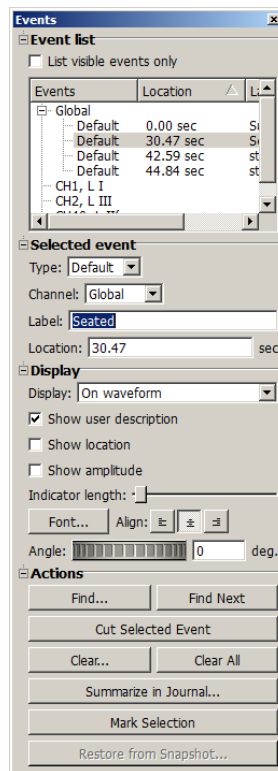 Events
Event list
List visible events only
Events Location
Global
Default 0.00 sec
Default 30.47 sec
Default 42.59 sec st
Default 44.84 sec st
CH1, L I
CH2, L III
Selected event
Type: Default
Channel: Global
Label: Seated
Location: 30.47 sec
Display
Display: On waveform
Show user description
Show location
Show amplitude
Indicator length:
Font... Align:
Angle: 0 deg.
Actions
Find... Find Next
Cut Selected Event
Clear... Clear All
Summarize in Journal...
Mark Selection
Restore from Snapshot...